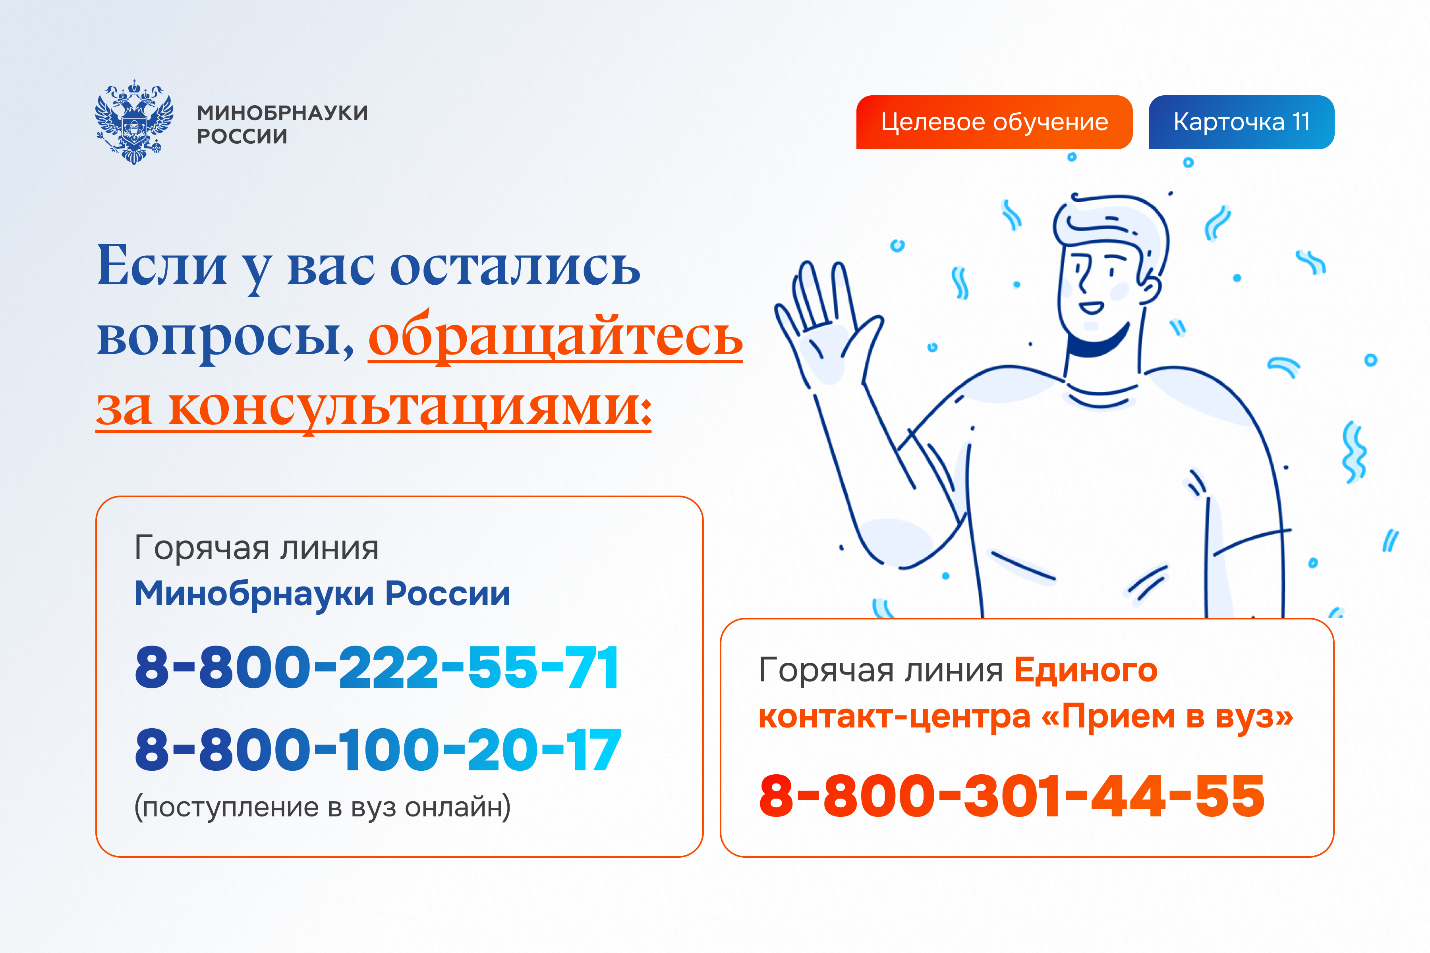 МИНОБРНАУКИ
РОССИИ
Целевое обучение
Карточка 11
Если у вас остались
вопросы, обращайтесь
за консультациями:
Горячая линия
Минобрнауки России
8-800-222-55-71
8-800-100-20-17
(поступление в вуз онлайн)
Горячая линия Единого
контакт-центра «Прием в вуз»
8-800-301-44-55